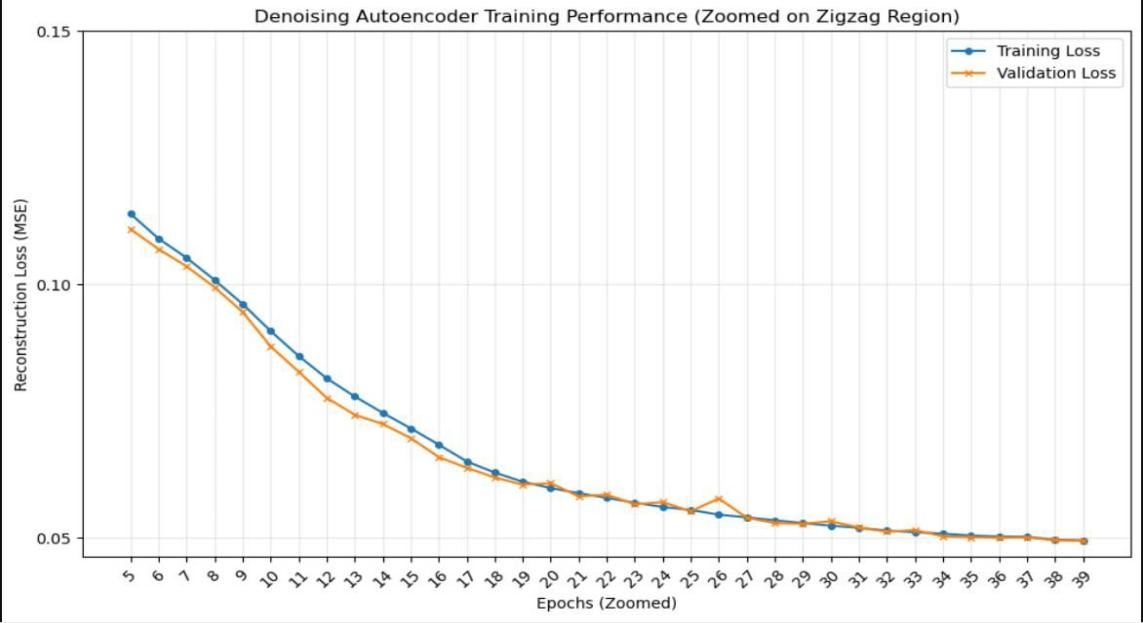 Denoising Autoencoder Training Performance (Zoomed on Zigzag Region)
Training Loss
Validation Loss
Reconstruction Loss (MSE)
0.15
0.10
0.05
5 6 7 8 9 10 11 12 13 14 15 16 17 18 19 20 21 22 23 24 25 26 27 28 29 30 31 32 33 34 35 36 37 38 39
Epochs (Zoomed)